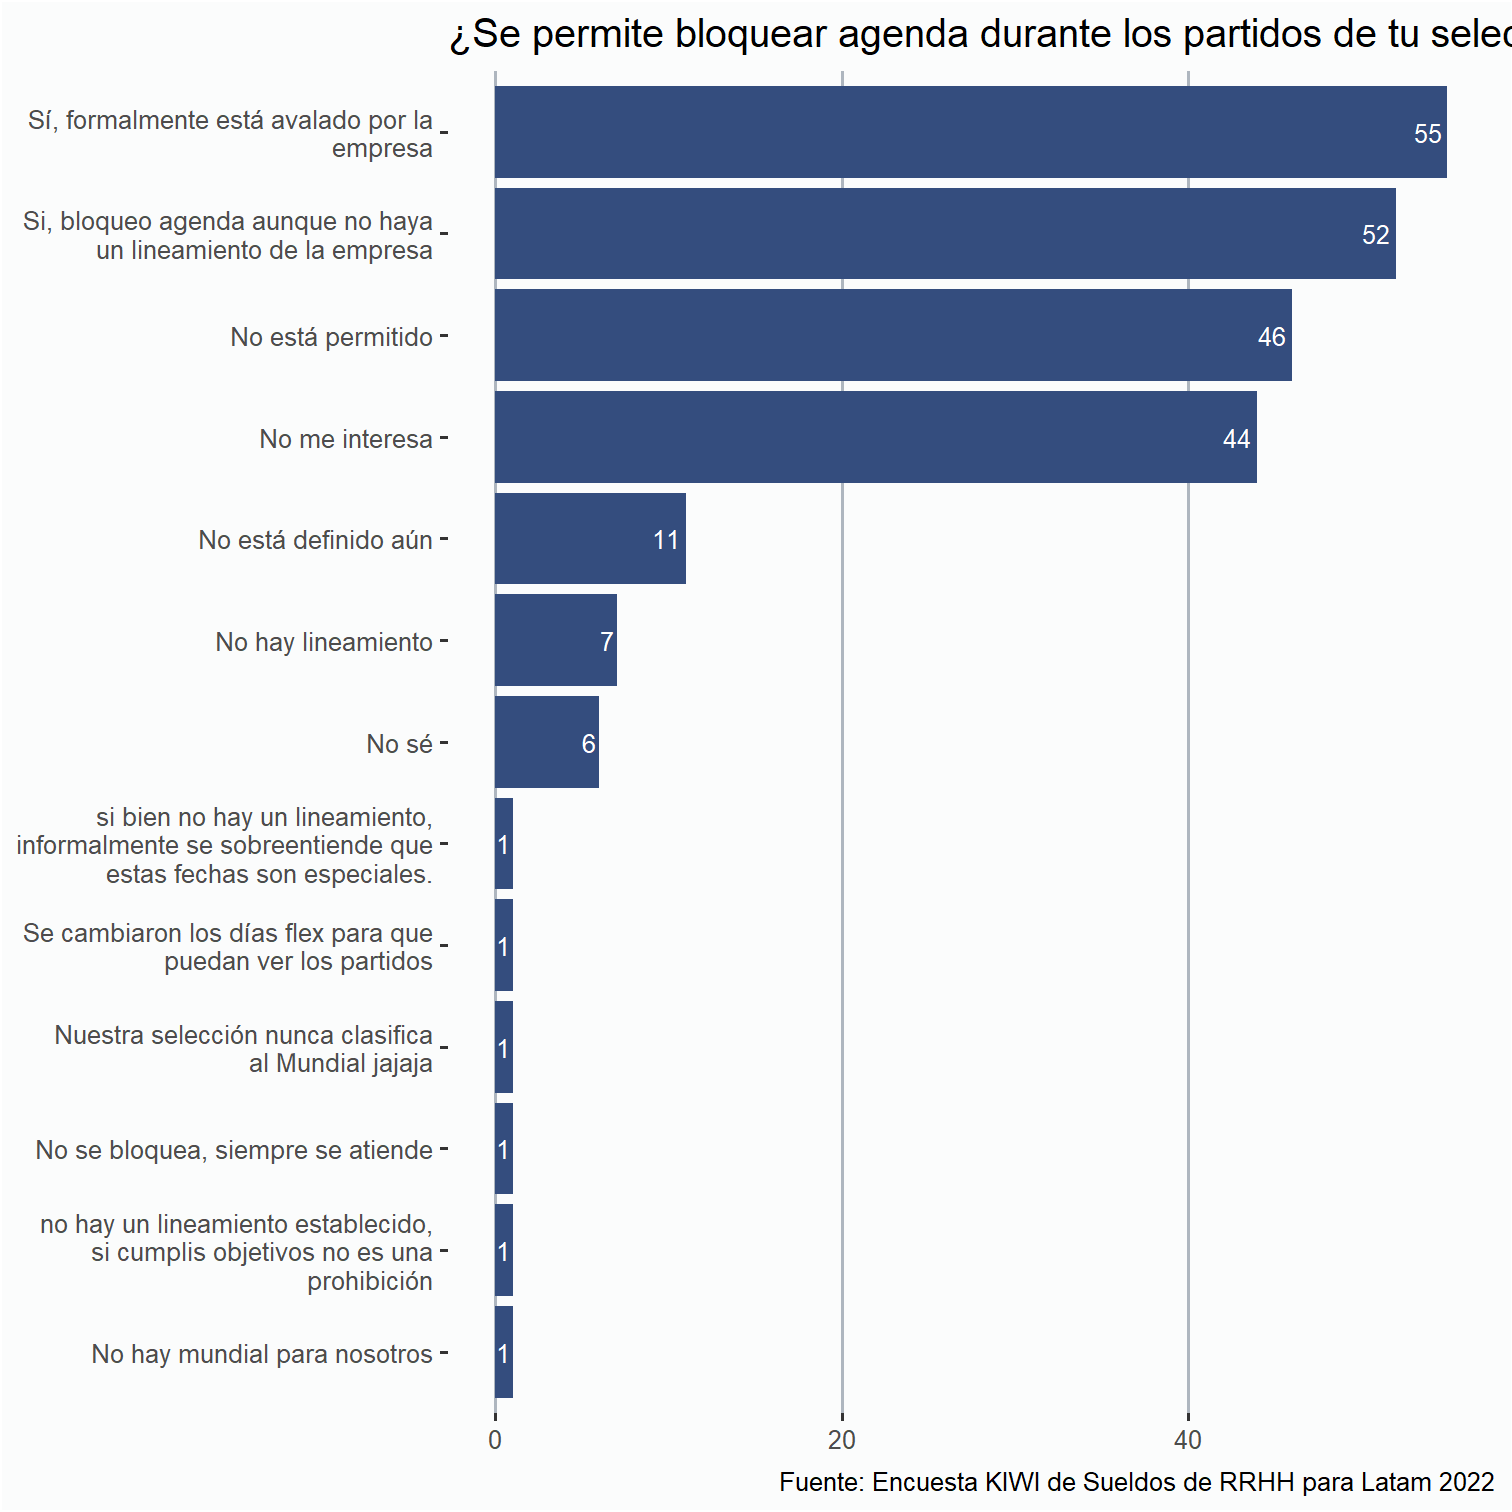 ¿Se permite bloquear agenda durante los partidos de tu selec
Sí, formalmente está avalado por la
empresa
55
Si, bloqueo agenda aunque no haya
un lineamiento de la empresa
52
No está permitido
46
No me interesa
44
No está definido aún
11
No hay lineamiento
7
No sé
6
si bien no hay un lineamiento,
informalmente se sobreentiende que
estas fechas son especiales.
1
Se cambiaron los días flex para que
puedan ver los partidos
1
Nuestra selección nunca clasifica
al Mundial jajaja
1
No se bloquea, siempre se atiende
1
no hay un lineamiento establecido,
si cumplis objetivos no es una
prohibición
1
No hay mundial para nosotros
1
0 20 40
Fuente: Encuesta KIWI de Sueldos de RRHH para Latam 2022